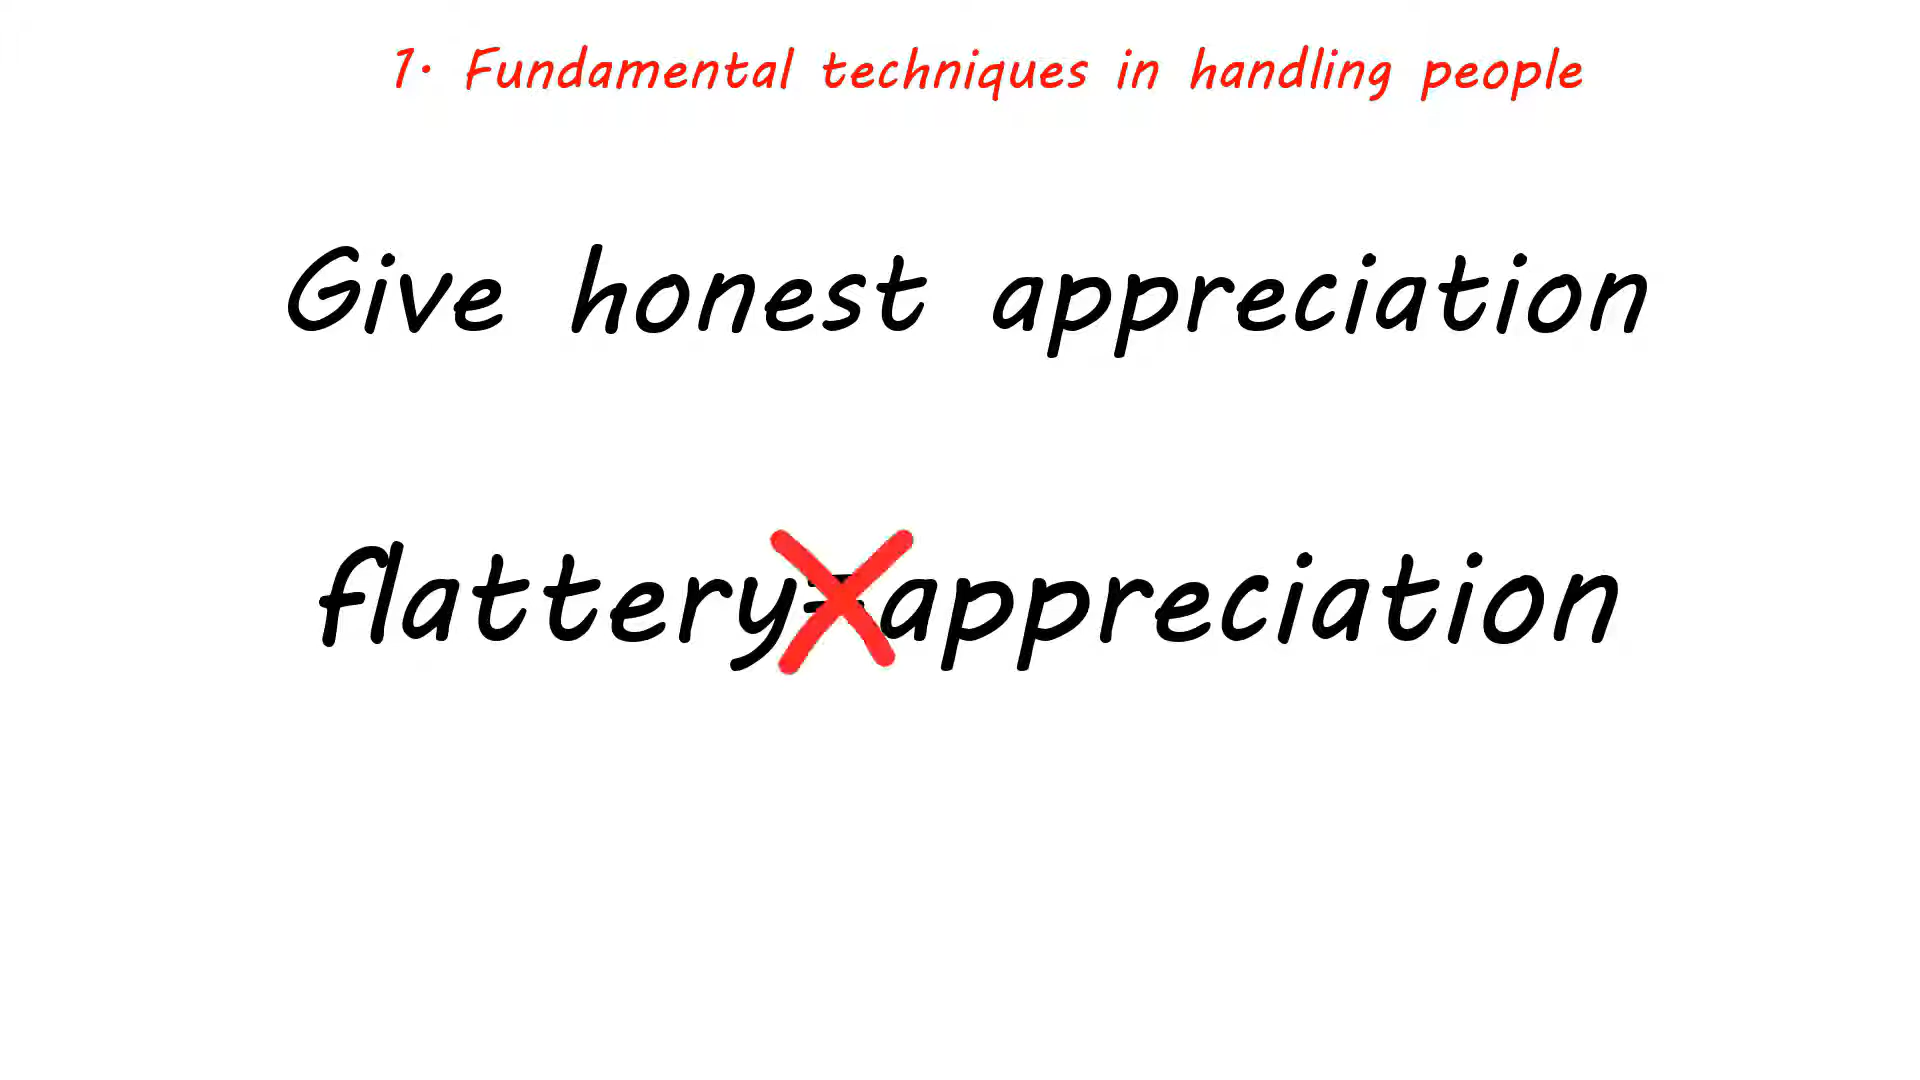 1. Fundamental techniques in handling people
Give honest appreciation
flattery=appreciation